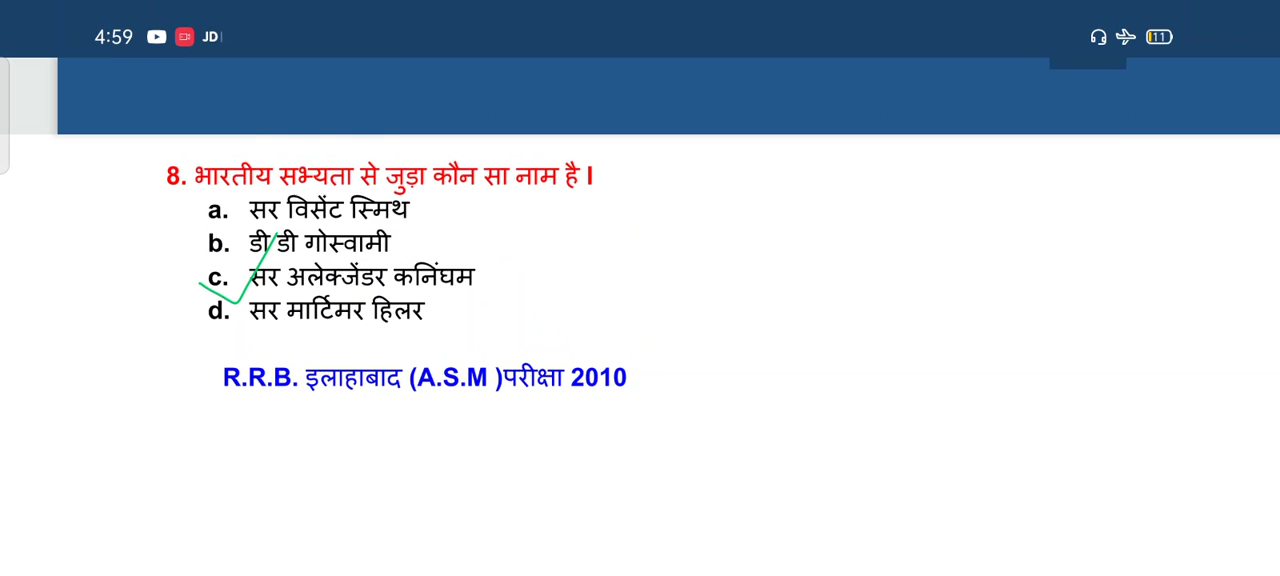 4:59 JD 11
8. भारतीय सभ्यता से जुड़ा कौन सा नाम है I
a. सर विसेंट स्मिथ
b. डी डी गोस्वामी
c. सर अलेक्जेंडर कनिंघम
d. सर मार्टिमर हिलर
R.R.B. इलाहाबाद (A.S.M )परीक्षा 2010